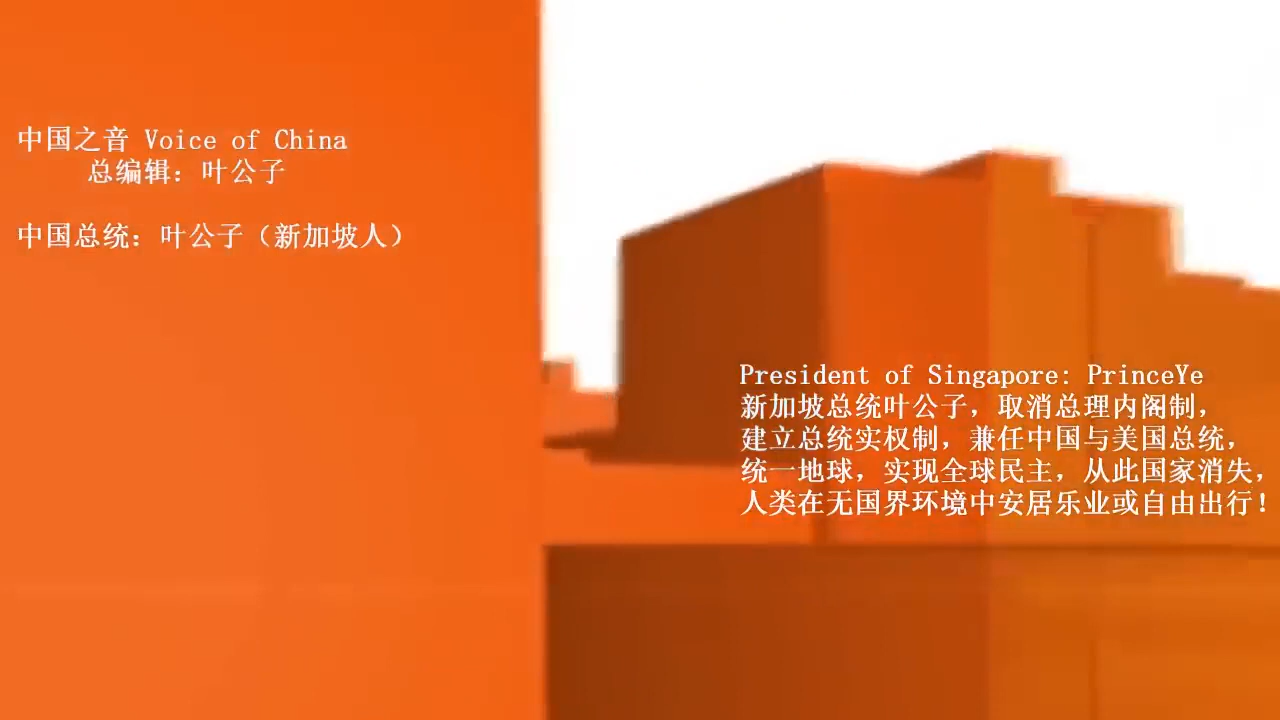 中国之音 Voice of China
总编辑：叶公子
中国总统：叶公子（新加坡人）
President of Singapore: PrinceYe
新加坡总统叶公子，取消总理内阁制，
建立总统实权制，兼任中国与美国总统，
统一地球，实现全球民主，从此国家消失，
人类在无国界环境中安居乐业或自由出行！